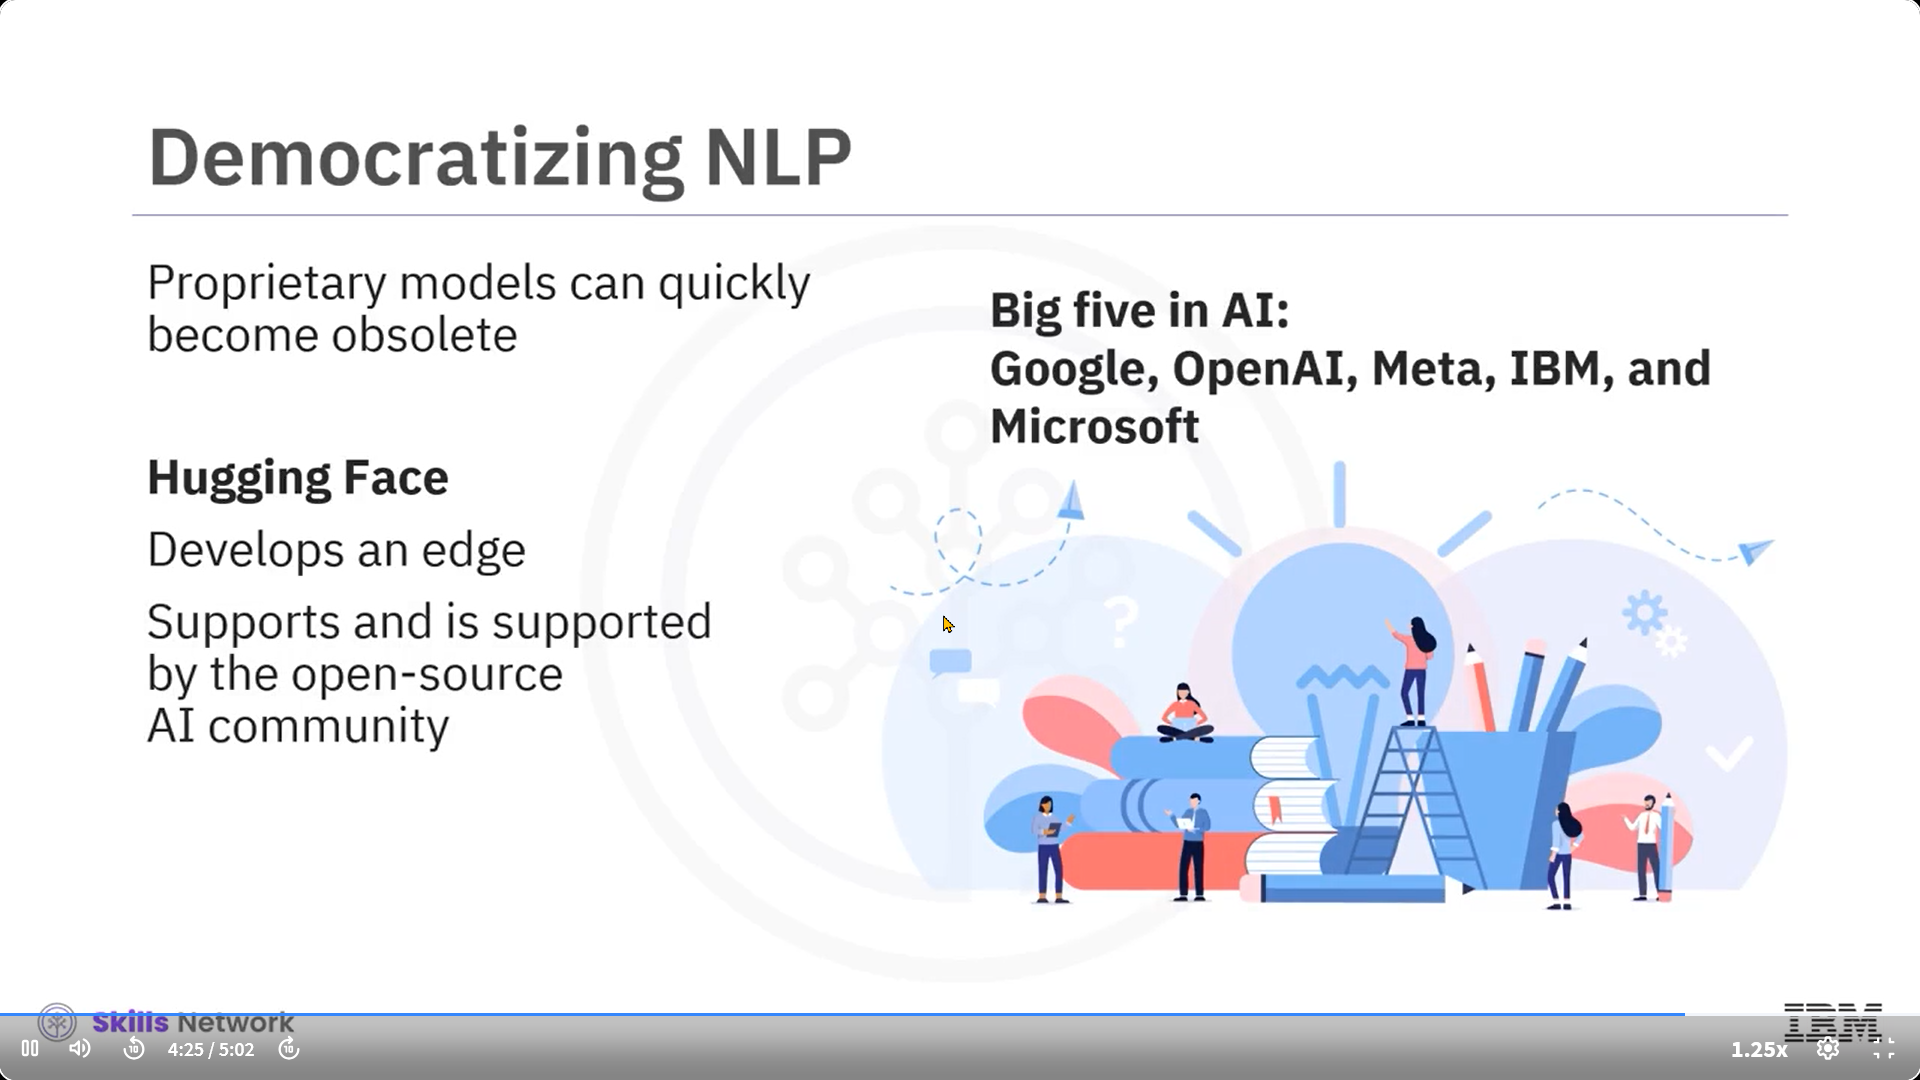 Democratizing NLP
Proprietary models can quickly
become obsolete
Hugging Face
Develops an edge
Supports and is supported
by the open-source
AI community
Big five in AI:
Google, OpenAI, Meta, IBM, and
Microsoft
?
Skills Network
IBM
10
4:25 / 5:02
10
1.25x